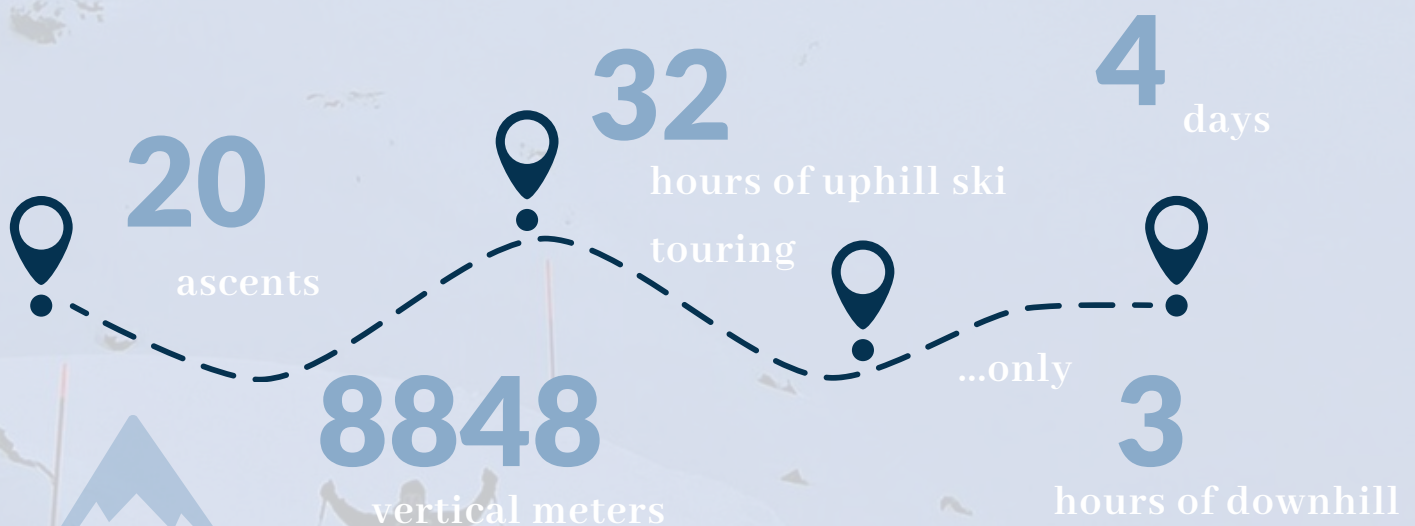 20
ascents
8848
vertical meters
32
hours of uphill ski
touring
...only
3
hours of downhill
4
days